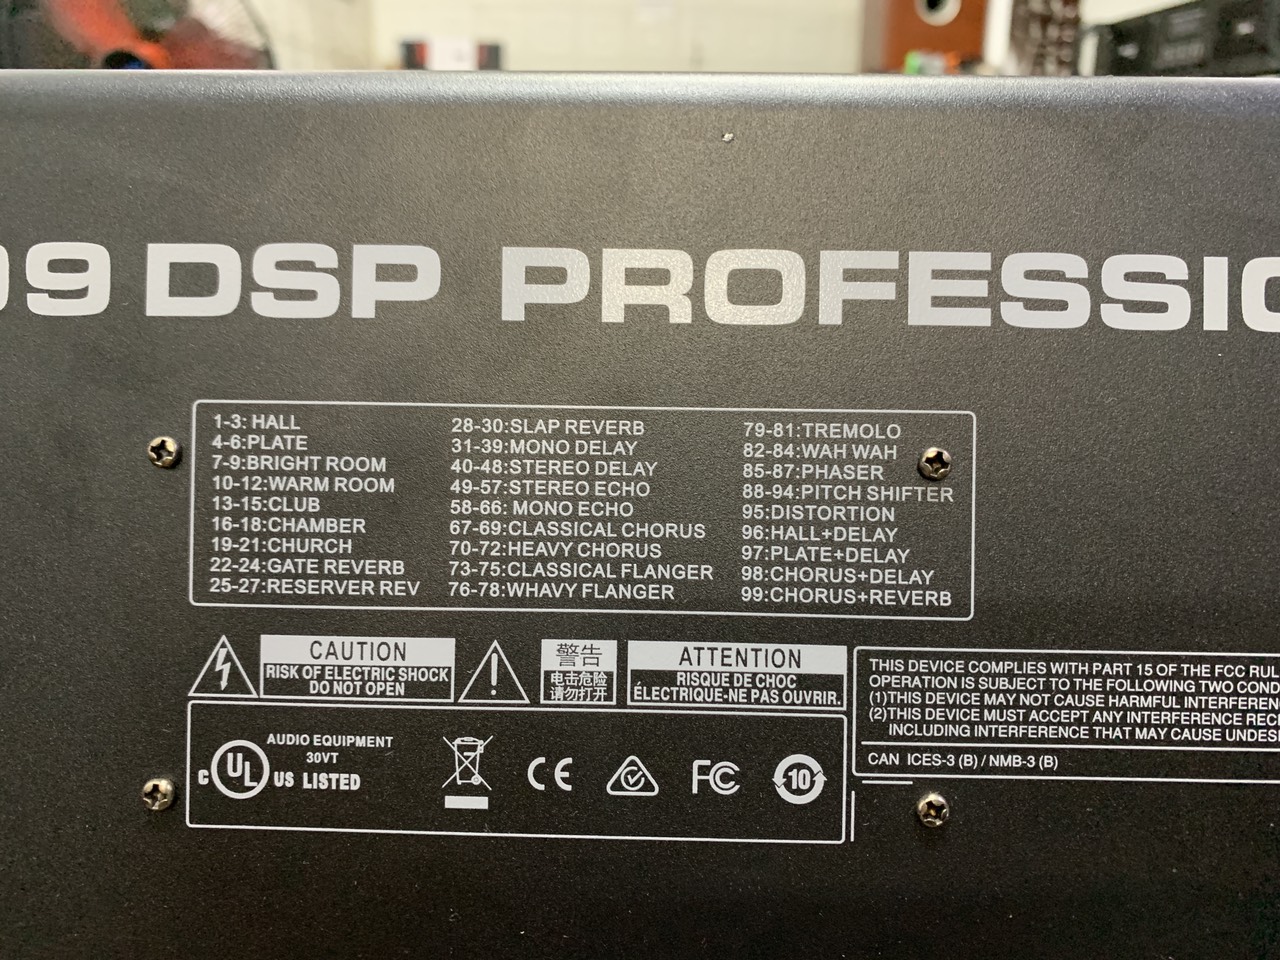 99 DSP PROFESSIO
1-3: HALL
4-6:PLATE
7-9:BRIGHT ROOM
10-12:WARM ROOM
13-15:CLUB
16-18:CHAMBER
19-21:CHURCH
22-24:GATE REVERB
25-27:RESERVER REV
28-30:SLAP REVERB
31-39:MONO DELAY
40-48:STEREO DELAY
49-57:STEREO ECHO
58-66: MONO ECHO
67-69:CLASSICAL CHORUS
70-72:HEAVY CHORUS
73-75:CLASSICAL FLANGER
76-78:WHAVY FLANGER
79-81:TREMOLO
82-84:WAH WAH
85-87:PHASER
88-94:PITCH SHIFTER
95:DISTORTION
96:HALL+DELAY
97:PLATE+DELAY
98:CHORUS+DELAY
99:CHORUS+REVERB
CAUTION
RISK OF ELECTRIC SHOCK
DO NOT OPEN
警告
电击危险
请勿打开
ATTENTION
RISQUE DE CHOC
ÉLECTRIQUE-NE PAS OUVRIR.
THIS DEVICE COMPLIES WITH PART 15 OF THE FCC RUL
OPERATION IS SUBJECT TO THE FOLLOWING TWO COND
(1)THIS DEVICE MAY NOT CAUSE HARMFUL INTERFEREN
(2)THIS DEVICE MUST ACCEPT ANY INTERFERENCE REC
INCLUDING INTERFERENCE THAT MAY CAUSE UNDES
CAN ICES-3 (B) / NMB-3 (B)
AUDIO EQUIPMENT
30VT
C UL US LISTED
CE
FC
10